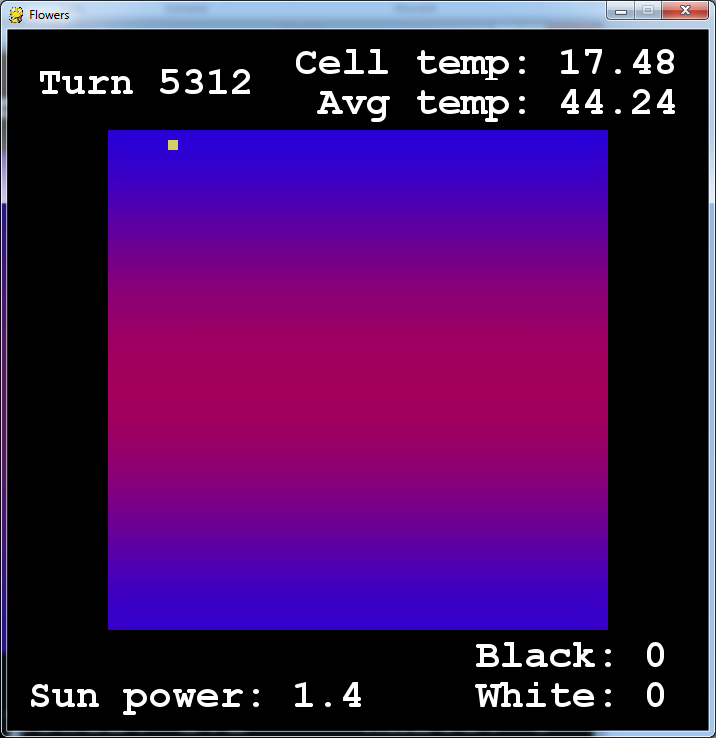 Flowers
Turn 5312
Cell temp: 17.48
Avg temp: 44.24
Black: 0
Sun power: 1.4
White: 0